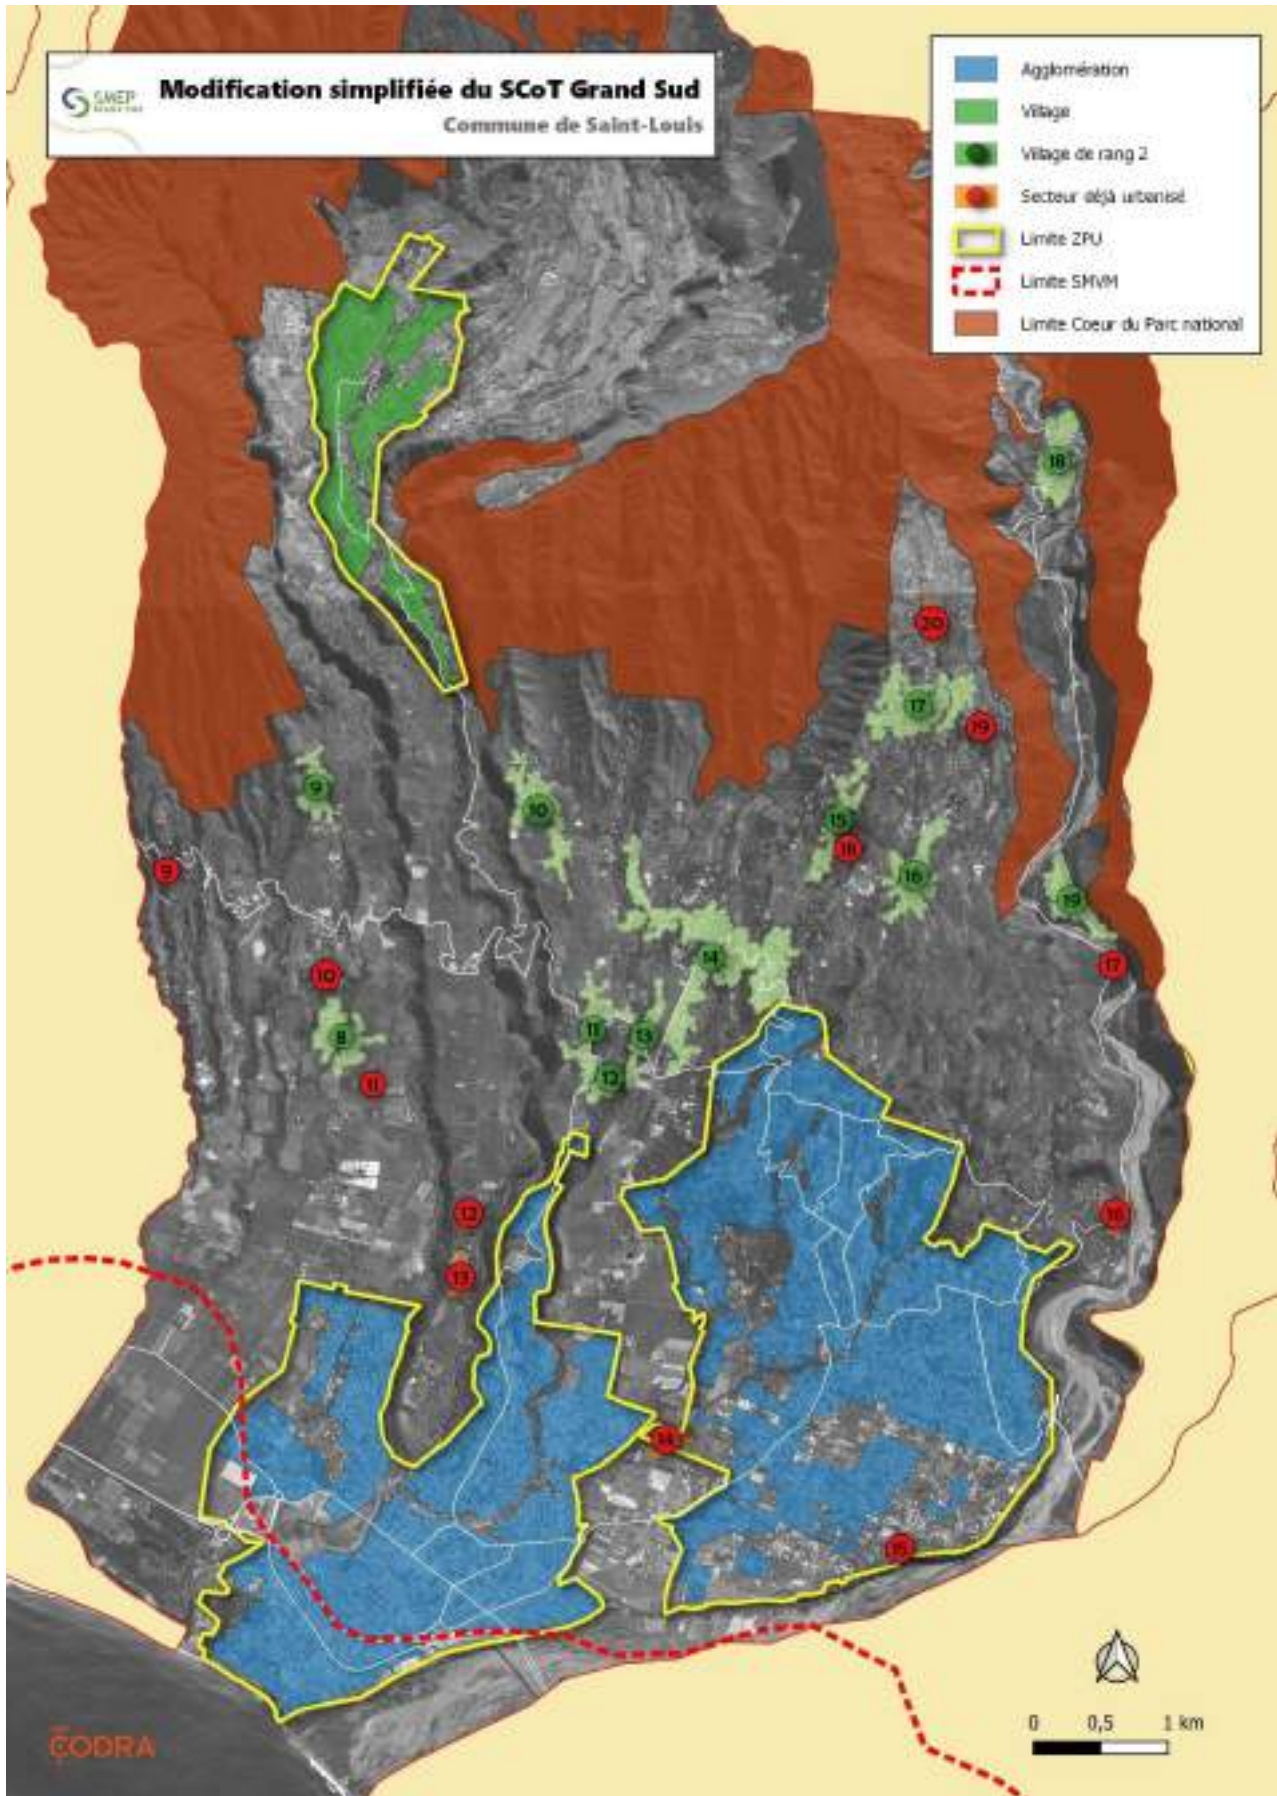 SMEP
Modification simplifiée du SCoT Grand Sud
Commune de Saint-Louis
Agglomération
Village
Village de rang 2
Secteur déjà urbanisé
Limite ZPU
Limite SMVM
Limite Coeur du Parc national
18
20
17
19
9
10
15
18
16
9
19
14
17
10
11
13
8
12
11
12
16
13
14
15
0 0,5 1 km
CODRA